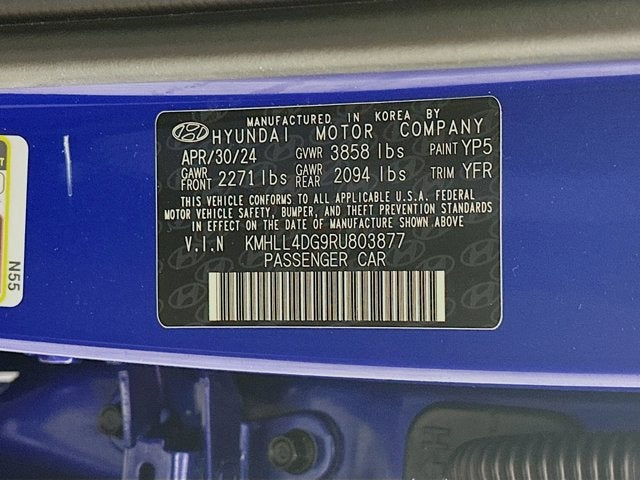 MANUFACTURED IN KOREA BY
HYUNDAI MOTOR COMPANY
APR/30/24 GVWR 3858 lbs PAINT YP5
GAWR FRONT 2271 lbs GAWR REAR 2094 lbs TRIM YFR
THIS VEHICLE CONFORMS TO ALL APPLICABLE U.S.A. FEDERAL
MOTOR VEHICLE SAFETY, BUMPER, AND THEFT PREVENTION STANDARDS
IN EFFECT ON THE DATE OF MANUFACTURE SHOWN ABOVE
V.I.N KMHLL4DG9RU803877
PASSENGER CAR
N55